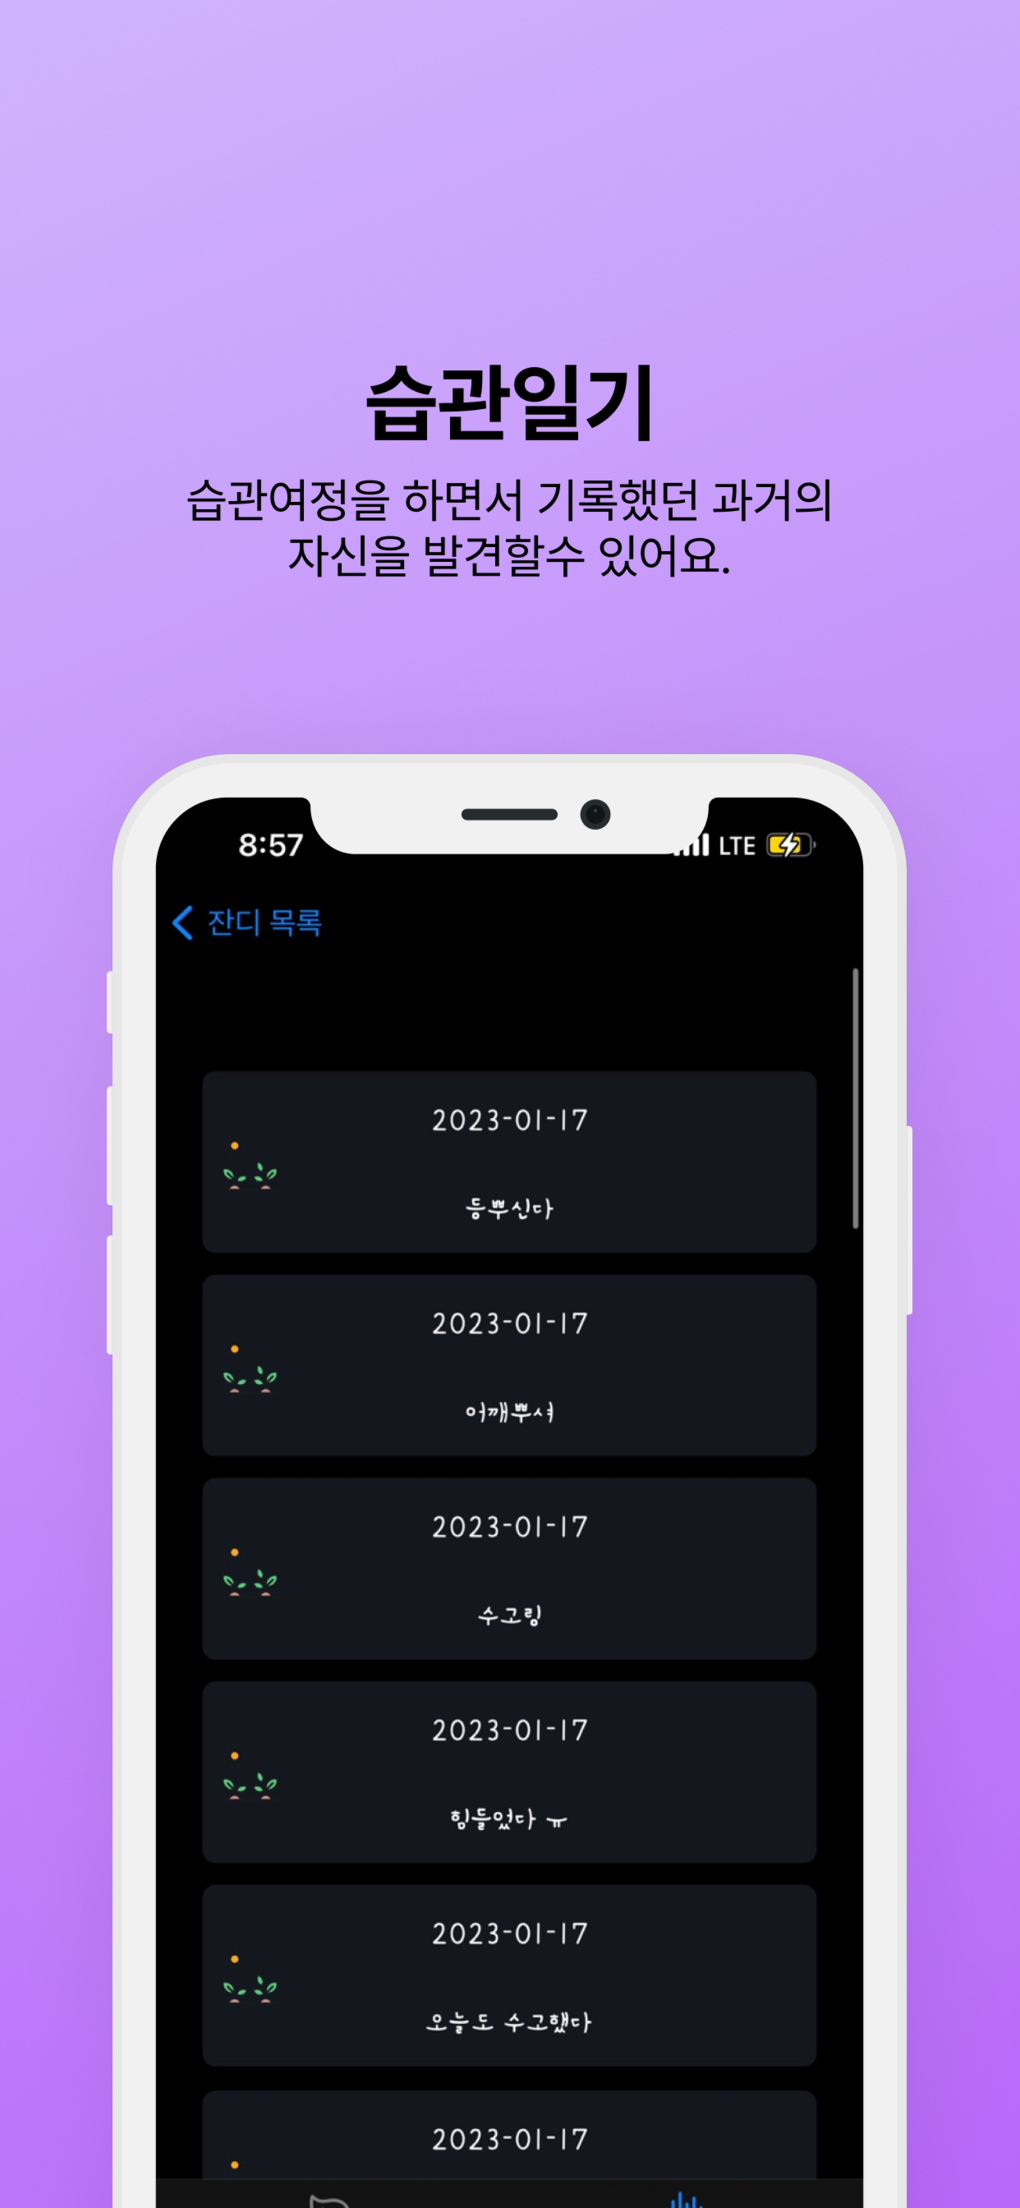 습관일기
습관여정을 하면서 기록했던 과거의
자신을 발견할수 있어요.
8:57
LTE
잔디 목록
2023-01-17
등뿌신다
2023-01-17
어깨뿌셔
2023-01-17
수고링
2023-01-17
힘들었다 ㅠ
2023-01-17
오늘도 수고했다
2023-01-17